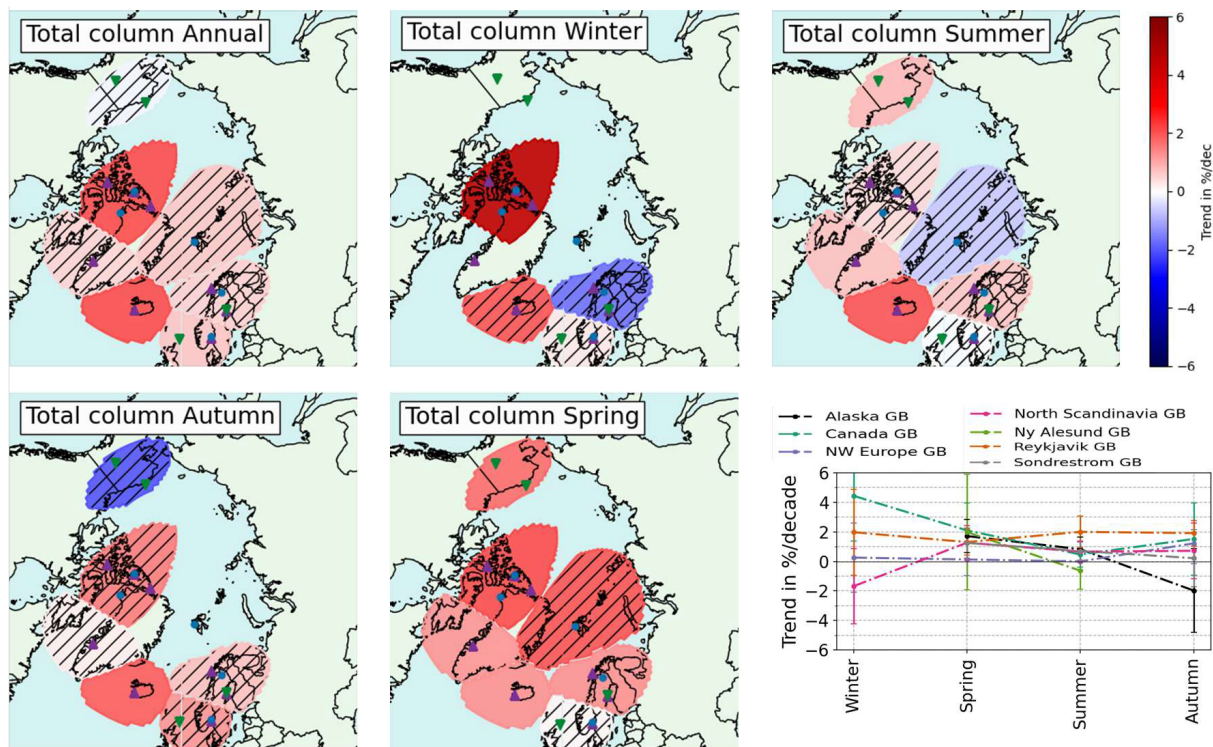 Total column Annual
Total column Winter
Total column Summer
6
4
2
0
−2
−4
−6
Trend in %/dec
Total column Autumn
Total column Spring
Alaska GB
Canada GB
NW Europe GB
North Scandinavia GB
Ny Alesund GB
Reykjavik GB
Sondrestrom GB
6
4
2
0
−2
−4
−6
Trend in %/decade
Winter
Spring
Summer
Autumn